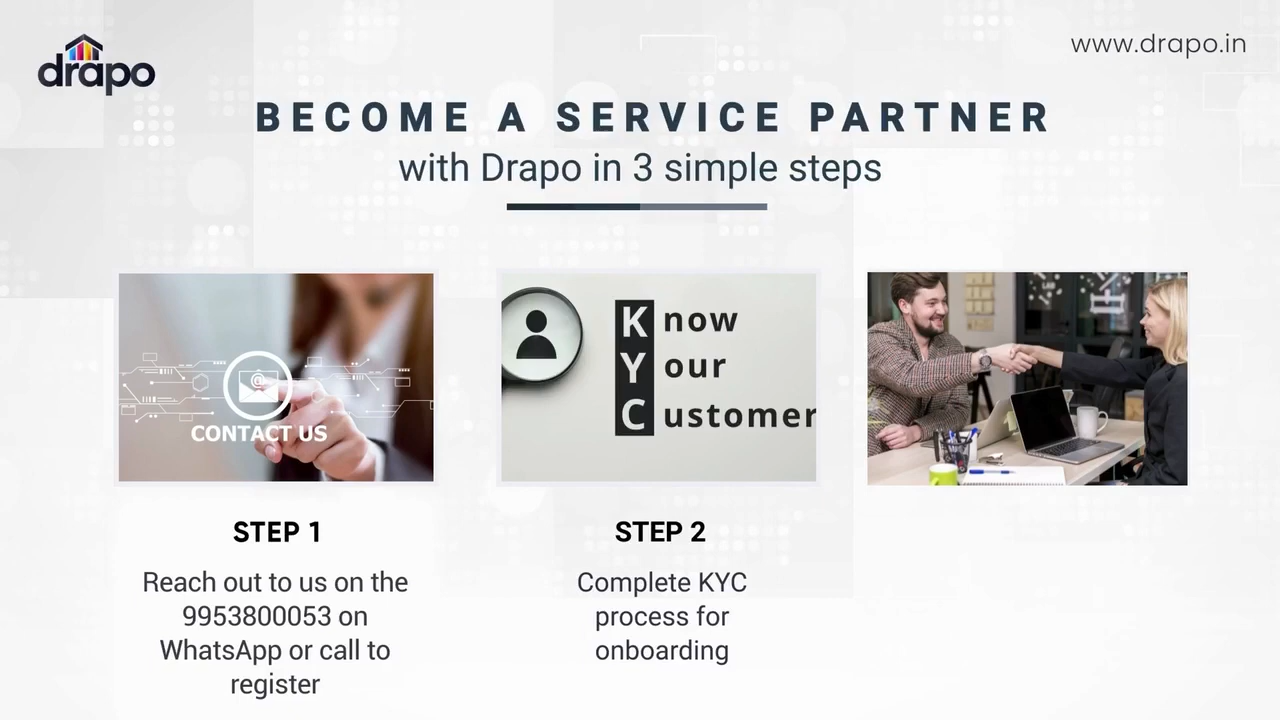 drapo
www.drapo.in
BECOME A SERVICE PARTNER
with Drapo in 3 simple steps
@
CONTACT US
Know
Your
Customer
STEP 1
Reach out to us on the
9953800053 on
WhatsApp or call to
register
STEP 2
Complete KYC
process for
onboarding